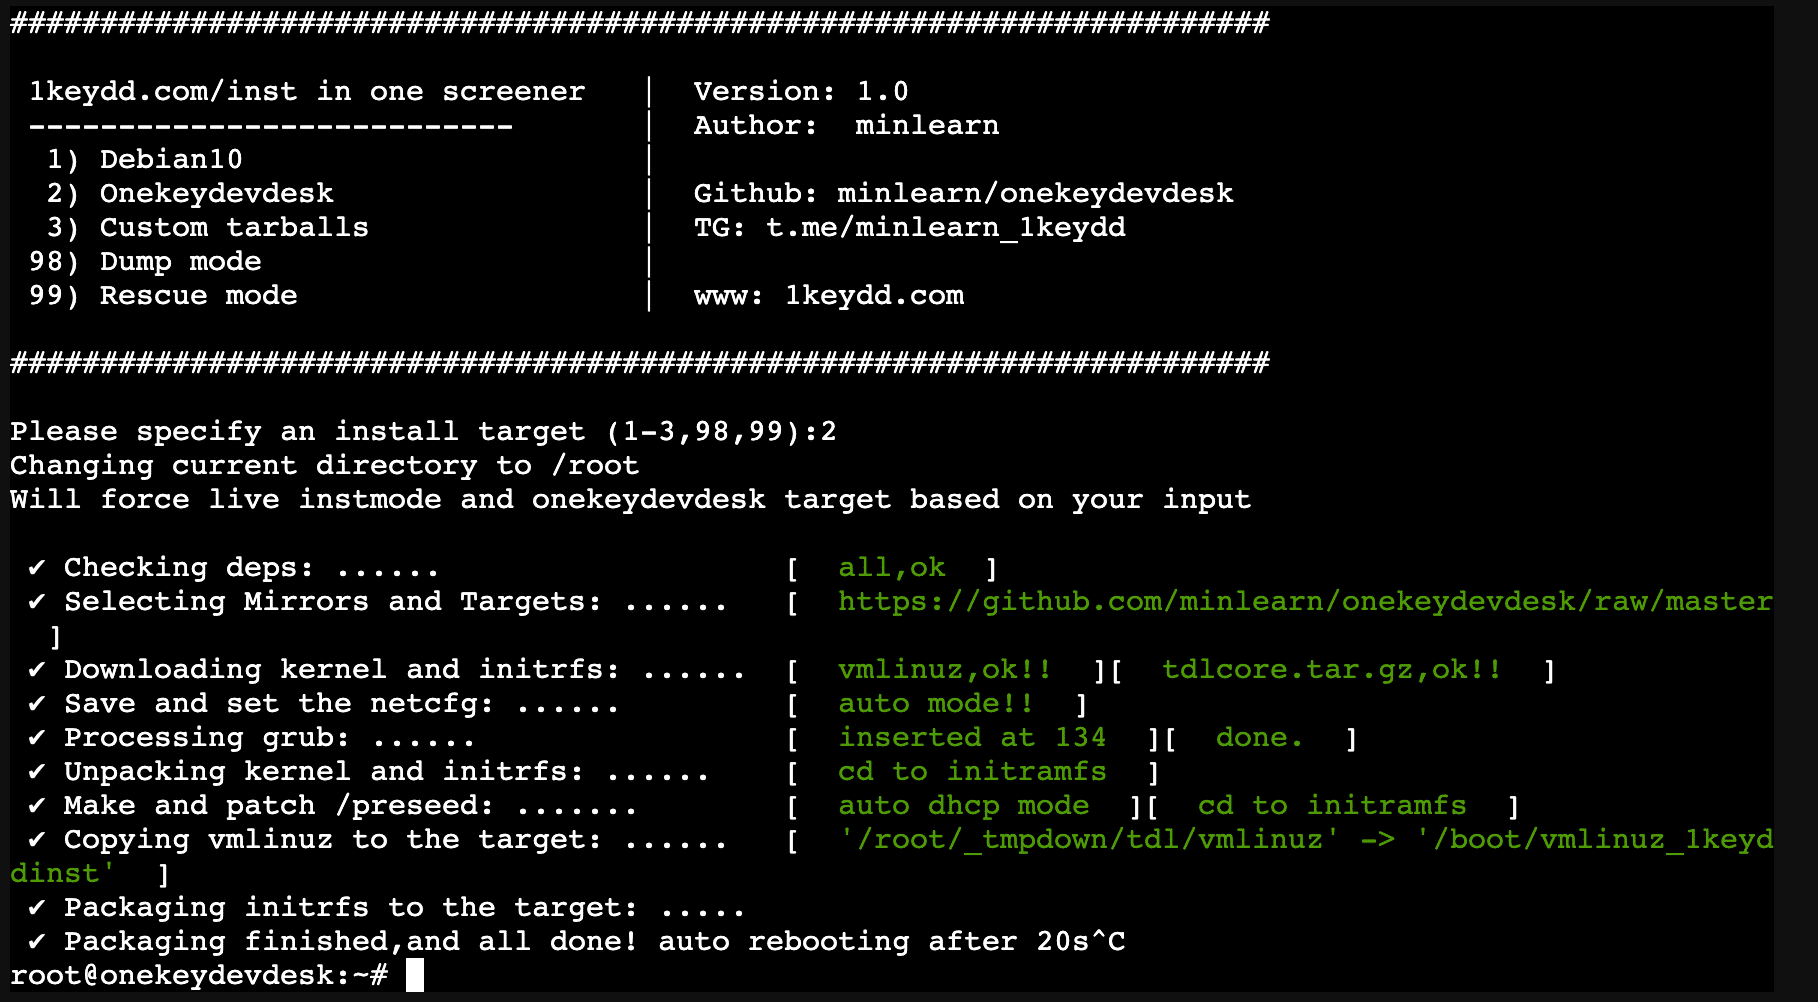 ######################################################################
1keydd.com/inst in one screener | Version: 1.0
--------------------------- | Author:  minlearn
1) Debian10 |
2) Onekeydevdesk | Github: minlearn/onekeydevdesk
3) Custom tarballs | TG: t.me/minlearn_1keydd
98) Dump mode |
99) Rescue mode | www: 1keydd.com
######################################################################
Please specify an install target (1-3,98,99):2
Changing current directory to /root
Will force live instmode and onekeydevdesk target based on your input
✔ Checking deps: ...... [  all,ok  ]
✔ Selecting Mirrors and Targets: ...... [  https://github.com/minlearn/onekeydevdesk/raw/master
]
✔ Downloading kernel and initrfs: ...... [  vmlinuz,ok!!  ][  tdlcore.tar.gz,ok!!  ]
✔ Save and set the netcfg: ...... [  auto mode!!  ]
✔ Processing grub: ...... [  inserted at 134  ][  done.  ]
✔ Unpacking kernel and initrfs: ...... [  cd to initramfs  ]
✔ Make and patch /preseed: ....... [  auto dhcp mode  ][  cd to initramfs  ]
✔ Copying vmlinuz to the target: ...... [  '/root/_tmpdown/tdl/vmlinuz' -> '/boot/vmlinuz_1keyd
dinst'  ]
✔ Packaging initrfs to the target: .....
✔ Packaging finished,and all done! auto rebooting after 20s^C
root@onekeydevdesk:~#